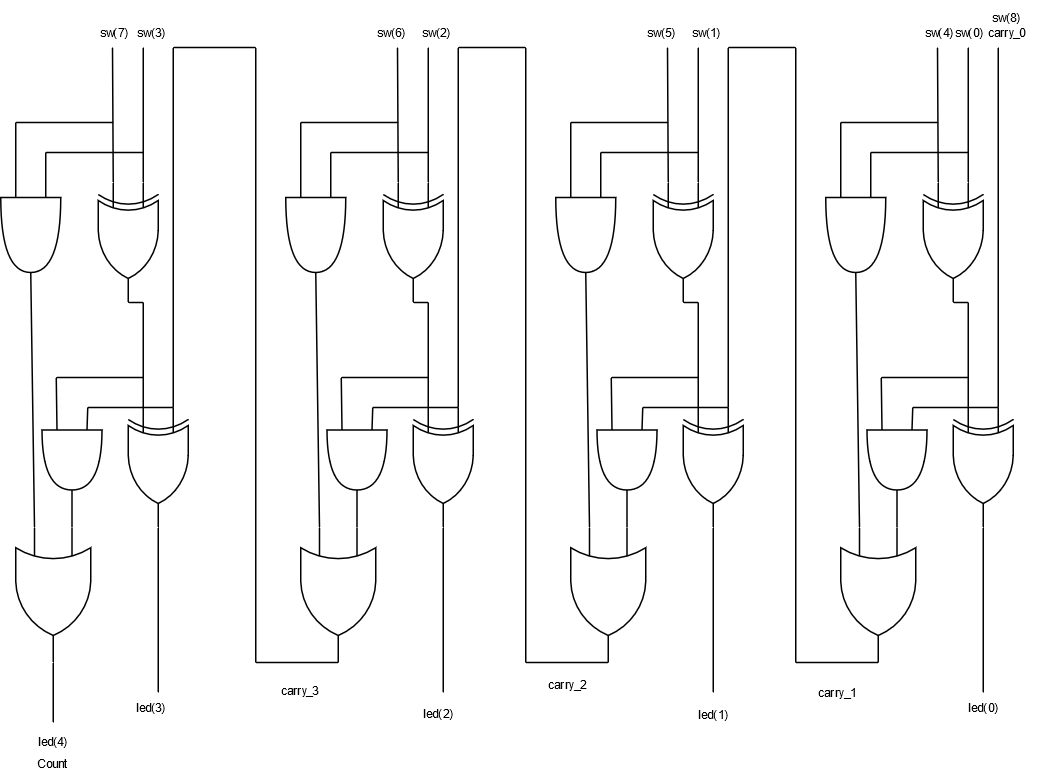 sw(8)
sw(7) sw(3) sw(6) sw(2) sw(5) sw(1) sw(4) sw(0) carry_0
carry_3 carry_2 carry_1
led(3) led(2) led(1) led(0)
led(4)
Count